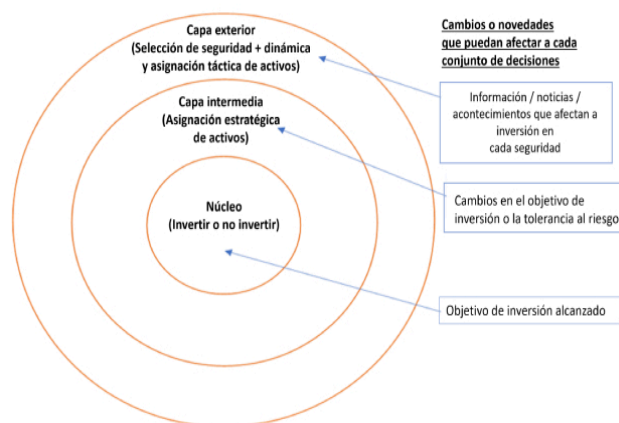 Capa exterior
(Selección de seguridad + dinámica
y asignación táctica de activos)
Capa intermedia
(Asignación estratégica
de activos)
Núcleo
(Invertir o no invertir)
Cambios o novedades
que puedan afectar a cada
conjunto de decisiones
Información / noticias /
acontecimientos que afectan a
inversión en
cada seguridad
Cambios en el objetivo de
inversión o la tolerancia al riesgo
Objetivo de inversión alcanzado